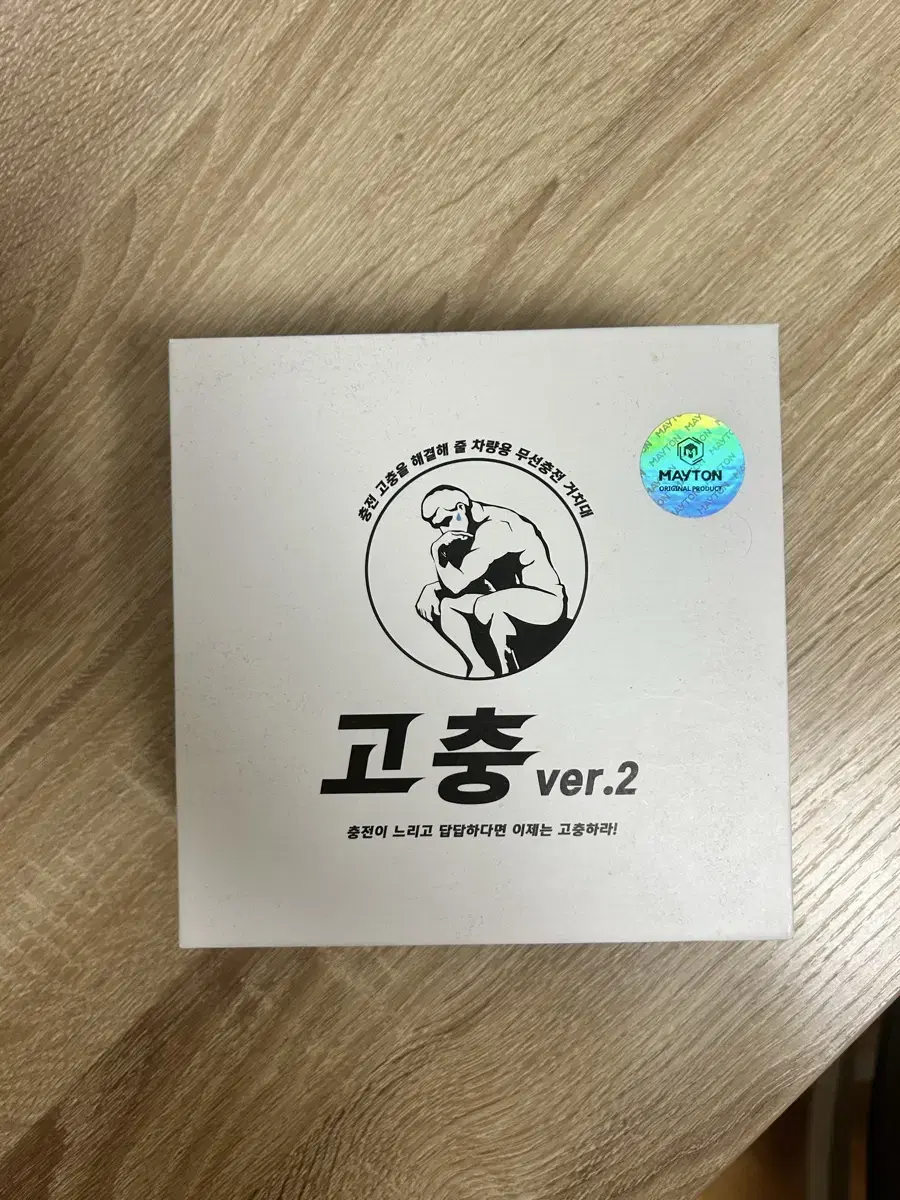 충전 고충을 해결해 줄 차량용 무선충전 거치대
MAYTON
ORIGINAL PRODUCT
고충 ver.2
충전이 느리고 답답하다면 이제는 고충하라!